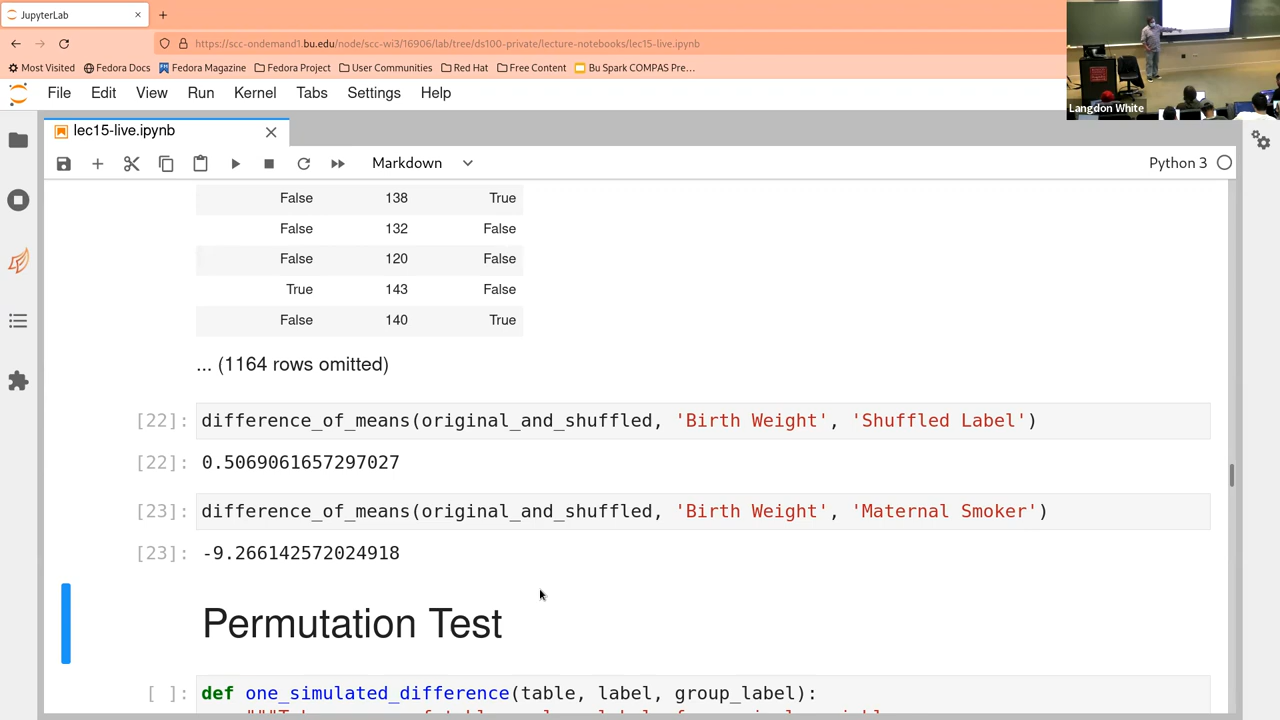 JupyterLab
https://scc-ondemand1.bu.edu/node/scc-wi3/16906/lab/tree/ds100-private/lecture-notebooks/lec15-live.ipynb
Most Visited Fedora Docs Fedora Magazine Fedora Project User Communities Red Hat Free Content Bu Spark COMPAS Pre...
File Edit View Run Kernel Tabs Settings Help
Langdon White
lec15-live.ipynb
Markdown Python 3
False 138 True
False 132 False
False 120 False
True 143 False
False 140 True
... (1164 rows omitted)
[22]: difference_of_means(original_and_shuffled, 'Birth Weight', 'Shuffled Label')
[22]: 0.5069061657297027
[23]: difference_of_means(original_and_shuffled, 'Birth Weight', 'Maternal Smoker')
[23]: -9.266142572024918
Permutation Test
[ ]: def one_simulated_difference(table, label, group_label):